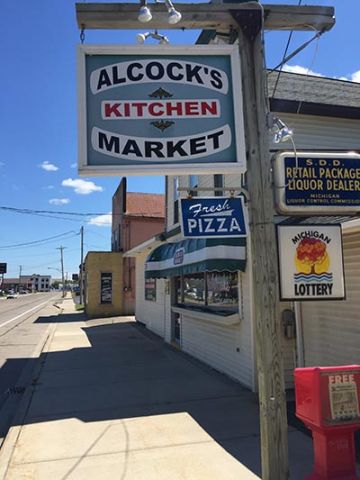 ALCOCK'S
KITCHEN
MARKET
Fresh
PIZZA
S.D.D.
RETAIL PACKAGE
LIQUOR DEALER
MICHIGAN
LIQUOR CONTROL COMMISSION
MICHIGAN
LOTTERY
FREE